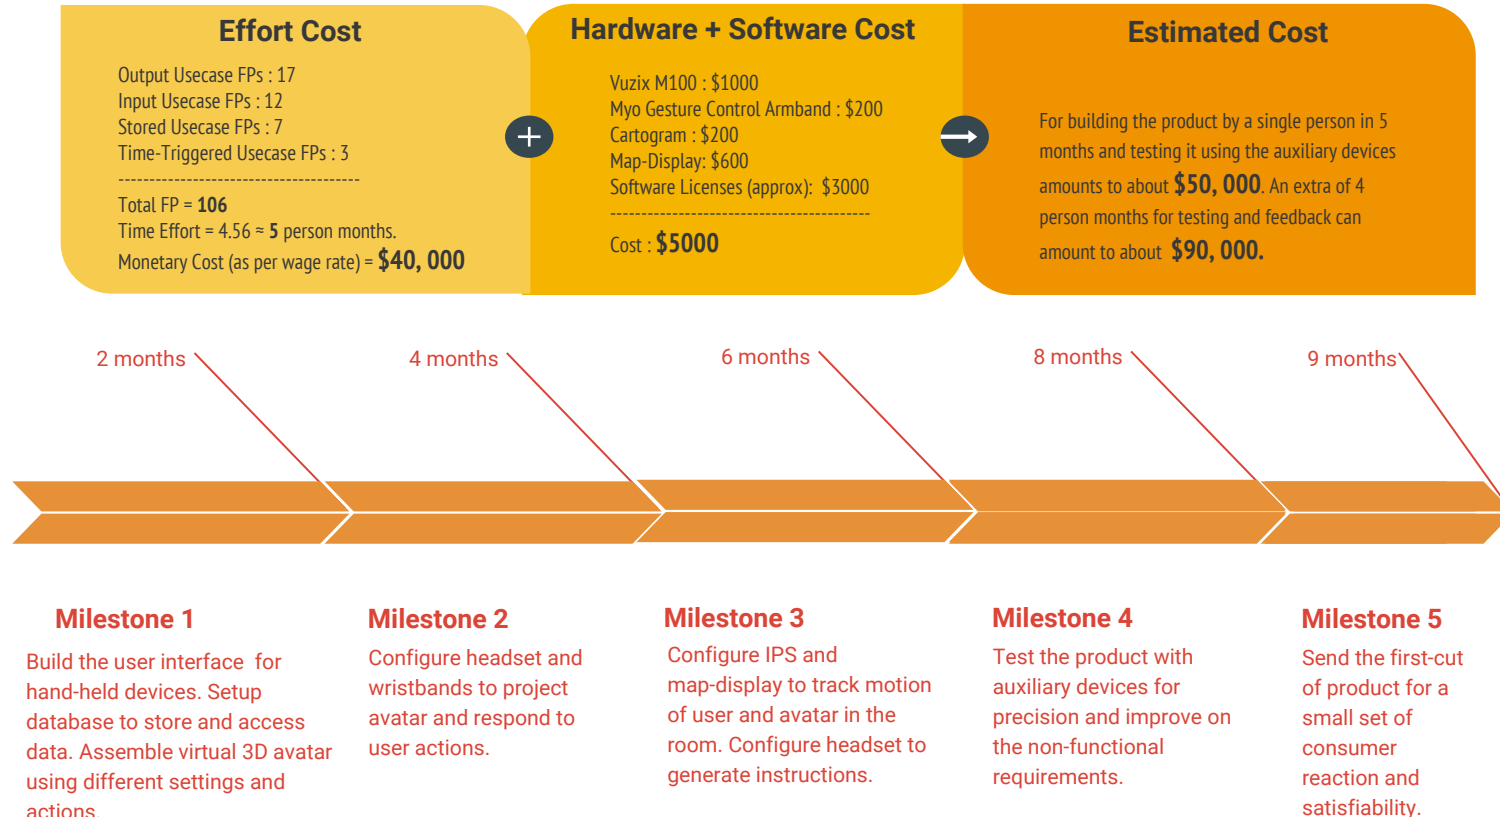 Effort Cost
Output Usecase FPs : 17
Input Usecase FPs : 12
Stored Usecase FPs : 7
Time-Triggered Usecase FPs : 3
---------------------------------------
Total FP = 106
Time Effort = 4.56 ≈ 5 person months.
Monetary Cost (as per wage rate) = $40, 000
Hardware + Software Cost
Vuzix M100 : $1000
Myo Gesture Control Armband : $200
Cartogram : $200
Map-Display: $600
Software Licenses (approx): $3000
------------------------------------------
Cost : $5000
Estimated Cost
For building the product by a single person in 5
months and testing it using the auxiliary devices
amounts to about $50, 000. An extra of 4
person months for testing and feedback can
amount to about $90, 000.
2 months
4 months
6 months
8 months
9 months
Milestone 1
Build the user interface for
hand-held devices. Setup
database to store and access
data. Assemble virtual 3D avatar
using different settings and
actions.
Milestone 2
Configure headset and
wristbands to project
avatar and respond to
user actions.
Milestone 3
Configure IPS and
map-display to track motion
of user and avatar in the
room. Configure headset to
generate instructions.
Milestone 4
Test the product with
auxiliary devices for
precision and improve on
the non-functional
requirements.
Milestone 5
Send the first-cut
of product for a
small set of
consumer
reaction and
satisfiability.